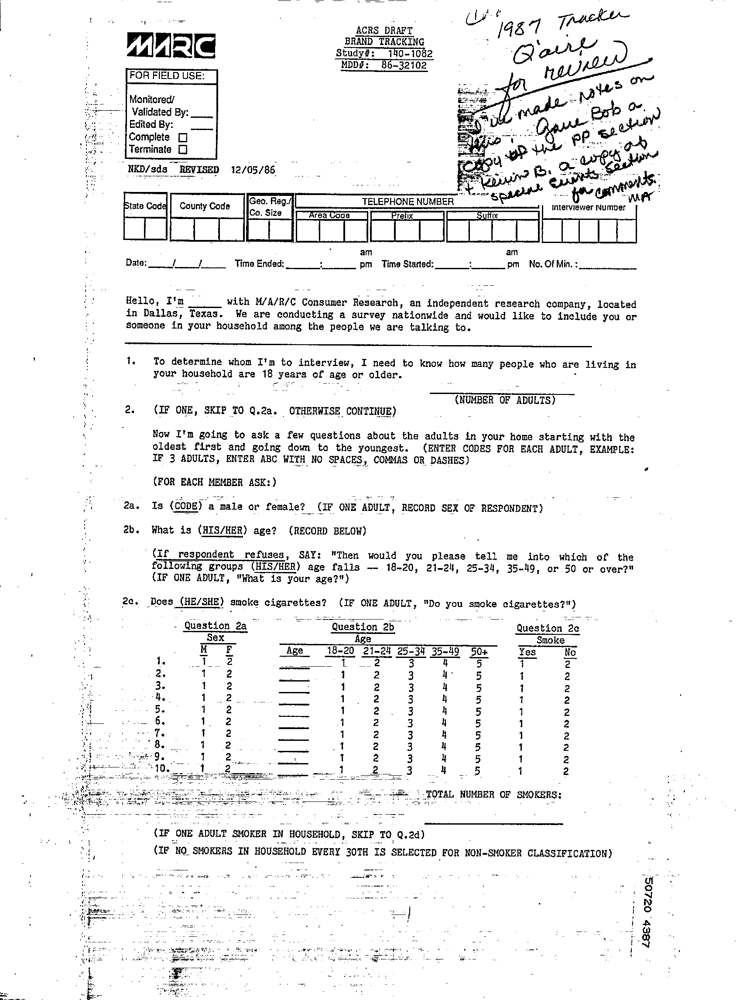 1987 Tracker
Q'aire
for review
I've made notes on
this. Gave Bob a
copy of the PP section
+ Kevin B. a copy of
special events section
for comments.
MA
MARC
ACRS DRAFT
BRAND TRACKING
Study#: 140-1082
MDD#: 86-32102
FOR FIELD USE:
Monitored/
Validated By: ____
Edited By: ____
Complete □
Terminate □
NKD/sds REVISED 12/05/86
State Code County Code Geo. Reg./ Co. Size TELEPHONE NUMBER Interviewer Number
Area Code Prefix Suffix
Date: ____/____/____ Time Ended: ____:____ am pm Time Started: ____:____ am pm No. Of Min.: ____
Hello, I'm _____ with M/A/R/C Consumer Research, an independent research company, located
in Dallas, Texas. We are conducting a survey nationwide and would like to include you or
someone in your household among the people we are talking to.
1. To determine whom I'm to interview, I need to know how many people who are living in
your household are 18 years of age or older.
(NUMBER OF ADULTS)
2. (IF ONE, SKIP TO Q.2a. OTHERWISE CONTINUE)
Now I'm going to ask a few questions about the adults in your home starting with the
oldest first and going down to the youngest. (ENTER CODES FOR EACH ADULT, EXAMPLE:
IF 3 ADULTS, ENTER ABC WITH NO SPACES, COMMAS OR DASHES)
(FOR EACH MEMBER ASK:)
2a. Is (CODE) a male or female? (IF ONE ADULT, RECORD SEX OF RESPONDENT)
2b. What is (HIS/HER) age? (RECORD BELOW)
(If respondent refuses, SAY: "Then would you please tell me into which of the
following groups (HIS/HER) age falls -- 18-20, 21-24, 25-34, 35-49, or 50 or over?"
(IF ONE ADULT, "What is your age?")
2c. Does (HE/SHE) smoke cigarettes? (IF ONE ADULT, "Do you smoke cigarettes?")
Question 2a Question 2b Question 2c
Sex Age Smoke
M F Age 18-20 21-24 25-34 35-49 50+ Yes No
1. 1 2 ____ 1 2 3 4 5 1 2
2. 1 2 ____ 1 2 3 4 5 1 2
3. 1 2 ____ 1 2 3 4 5 1 2
4. 1 2 ____ 1 2 3 4 5 1 2
5. 1 2 ____ 1 2 3 4 5 1 2
6. 1 2 ____ 1 2 3 4 5 1 2
7. 1 2 ____ 1 2 3 4 5 1 2
8. 1 2 ____ 1 2 3 4 5 1 2
9. 1 2 ____ 1 2 3 4 5 1 2
10. 1 2 ____ 1 2 3 4 5 1 2
TOTAL NUMBER OF SMOKERS:
(IF ONE ADULT SMOKER IN HOUSEHOLD, SKIP TO Q.2d)
(IF NO SMOKERS IN HOUSEHOLD EVERY 30TH IS SELECTED FOR NON-SMOKER CLASSIFICATION)
50720 4387